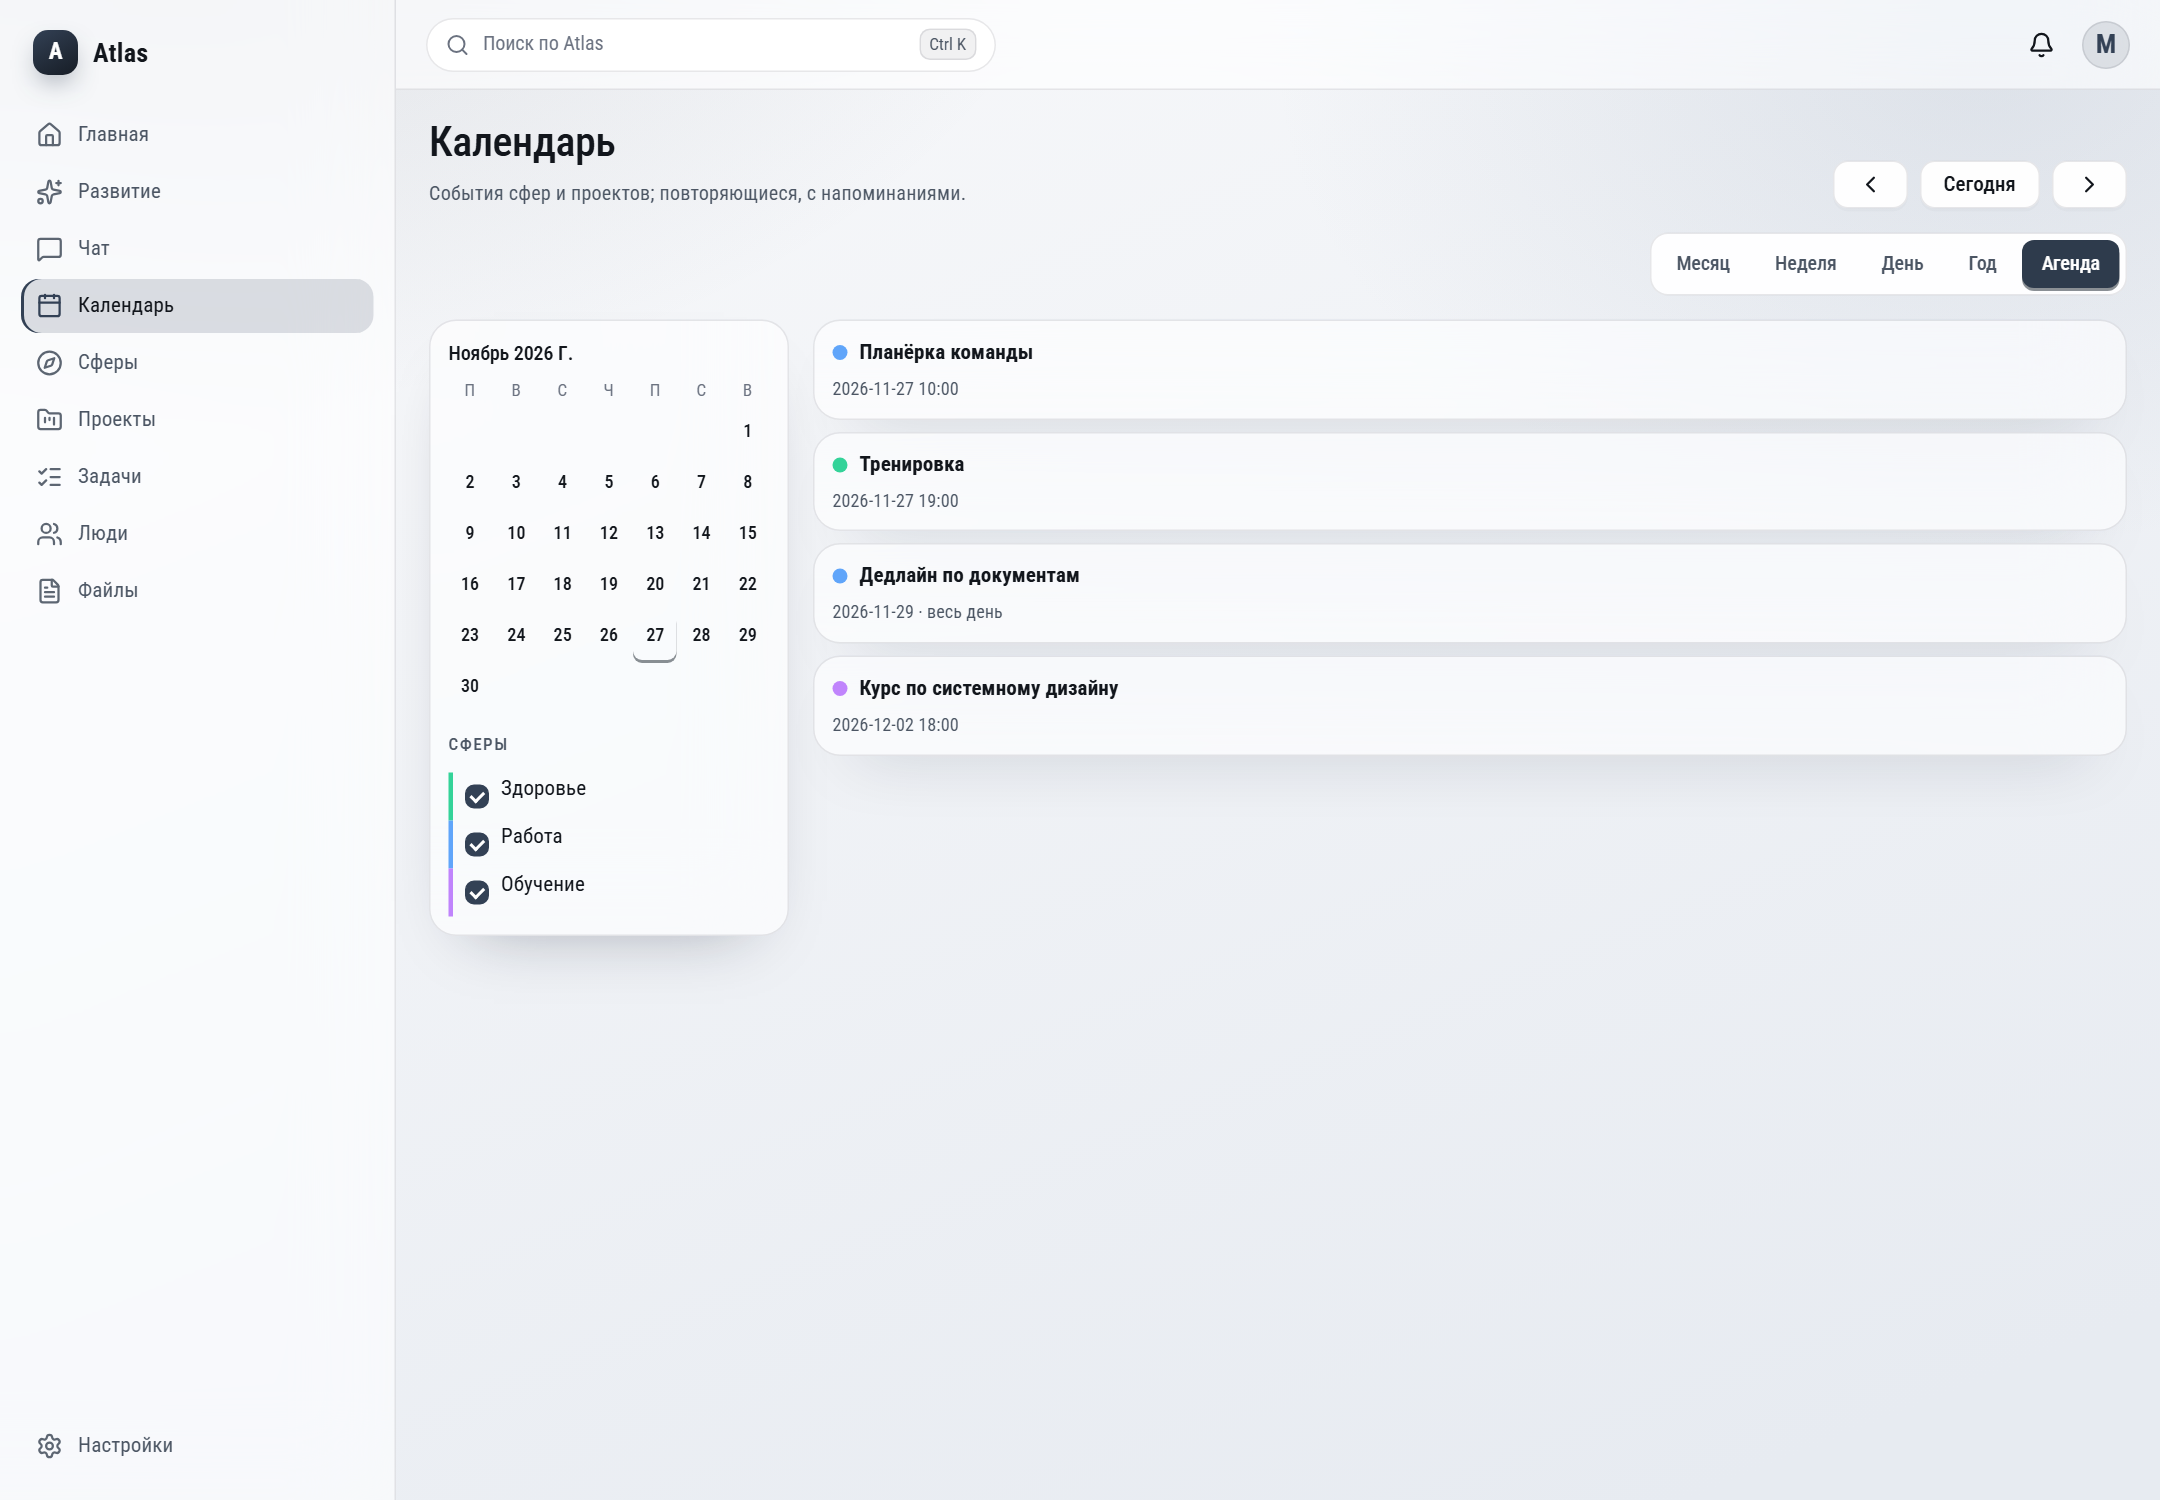 A Atlas
Поиск по Atlas Ctrl K
M
Главная
Развитие
Чат
Календарь
Сферы
Проекты
Задачи
Люди
Файлы
Настройки
Календарь
События сфер и проектов; повторяющиеся, с напоминаниями.
Сегодня
Месяц Неделя День Год Агенда
Ноябрь 2026 Г.
П В С Ч П С В
1
2 3 4 5 6 7 8
9 10 11 12 13 14 15
16 17 18 19 20 21 22
23 24 25 26 27 28 29
30
СФЕРЫ
Здоровье
Работа
Обучение
Планёрка команды
2026-11-27 10:00
Тренировка
2026-11-27 19:00
Дедлайн по документам
2026-11-29 · весь день
Курс по системному дизайну
2026-12-02 18:00